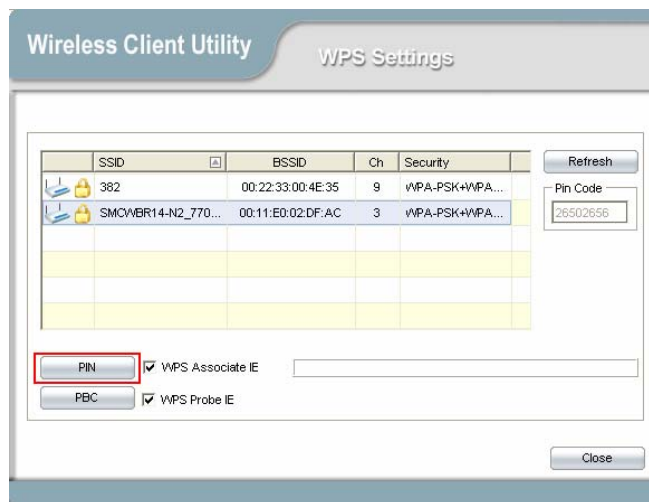 Wireless Client Utility
WPS Settings
SSID BSSID Ch Security
382 00:22:33:00:4E:35 9 WPA-PSK+WPA...
SMCWBR14-N2_770... 00:11:E0:02:DF:AC 3 WPA-PSK+WPA...
Refresh
Pin Code
26502656
PIN WPS Associate IE
PBC WPS Probe IE
Close